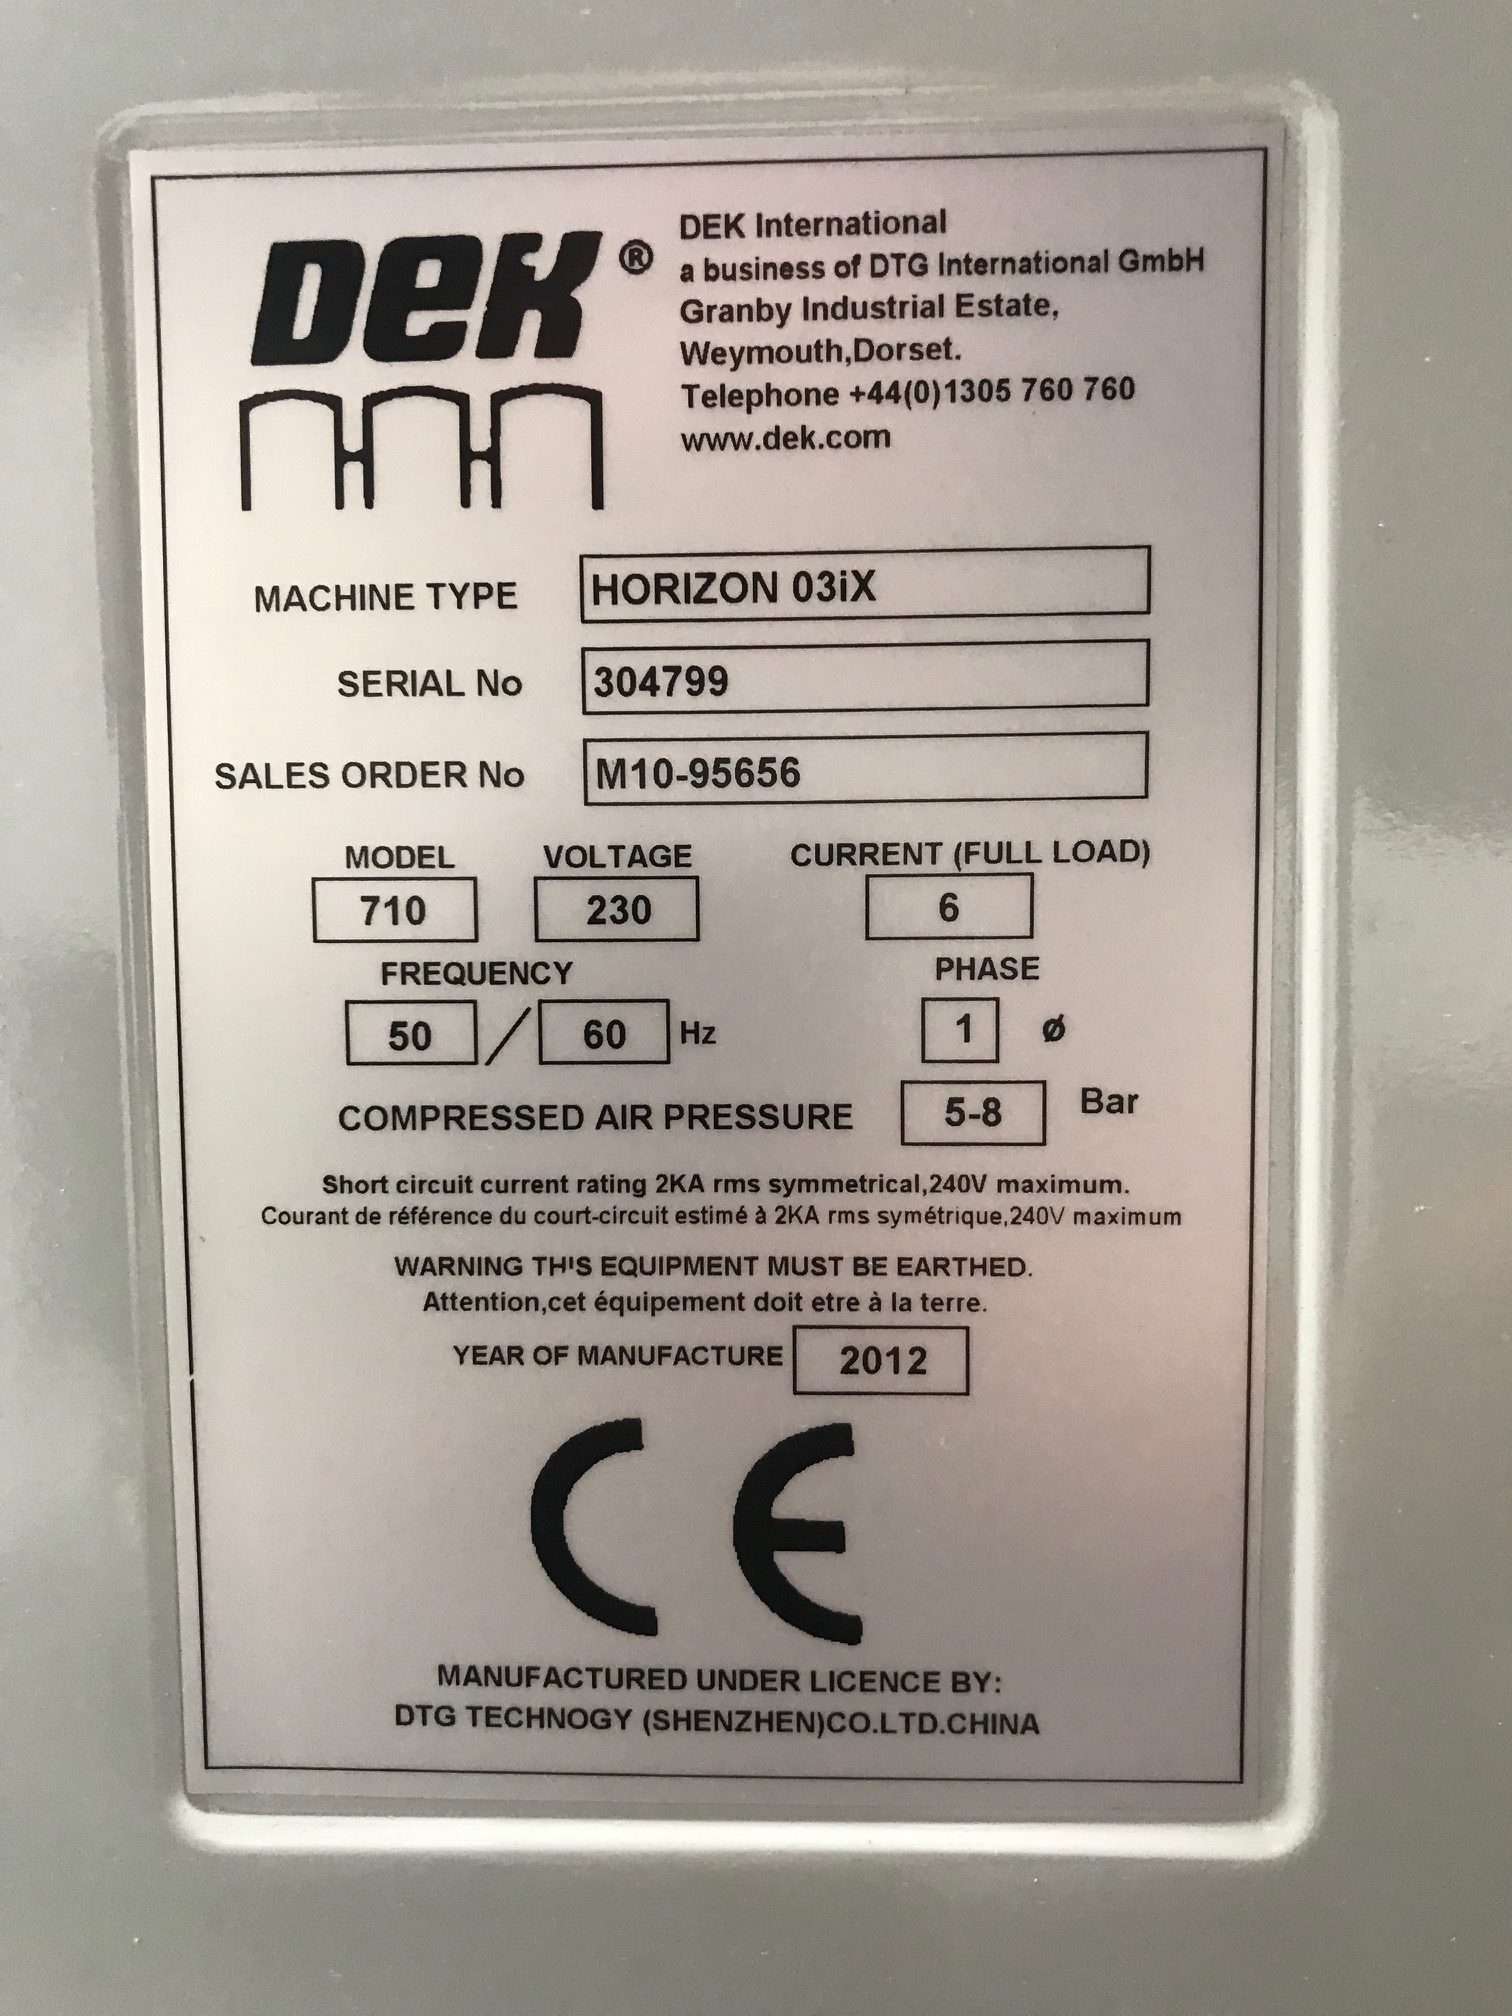 DEK ®
DEK International
a business of DTG International GmbH
Granby Industrial Estate,
Weymouth,Dorset.
Telephone +44(0)1305 760 760
www.dek.com
MACHINE TYPE HORIZON 03iX
SERIAL No 304799
SALES ORDER No M10-95656
MODEL VOLTAGE CURRENT (FULL LOAD)
710 230 6
FREQUENCY PHASE
50 / 60 Hz 1 ø
COMPRESSED AIR PRESSURE 5-8 Bar
Short circuit current rating 2KA rms symmetrical,240V maximum.
Courant de référence du court-circuit estimé à 2KA rms symétrique,240V maximum
WARNING THIS EQUIPMENT MUST BE EARTHED.
Attention,cet équipement doit etre à la terre.
YEAR OF MANUFACTURE 2012
CE
MANUFACTURED UNDER LICENCE BY:
DTG TECHNOGY (SHENZHEN)CO.LTD.CHINA